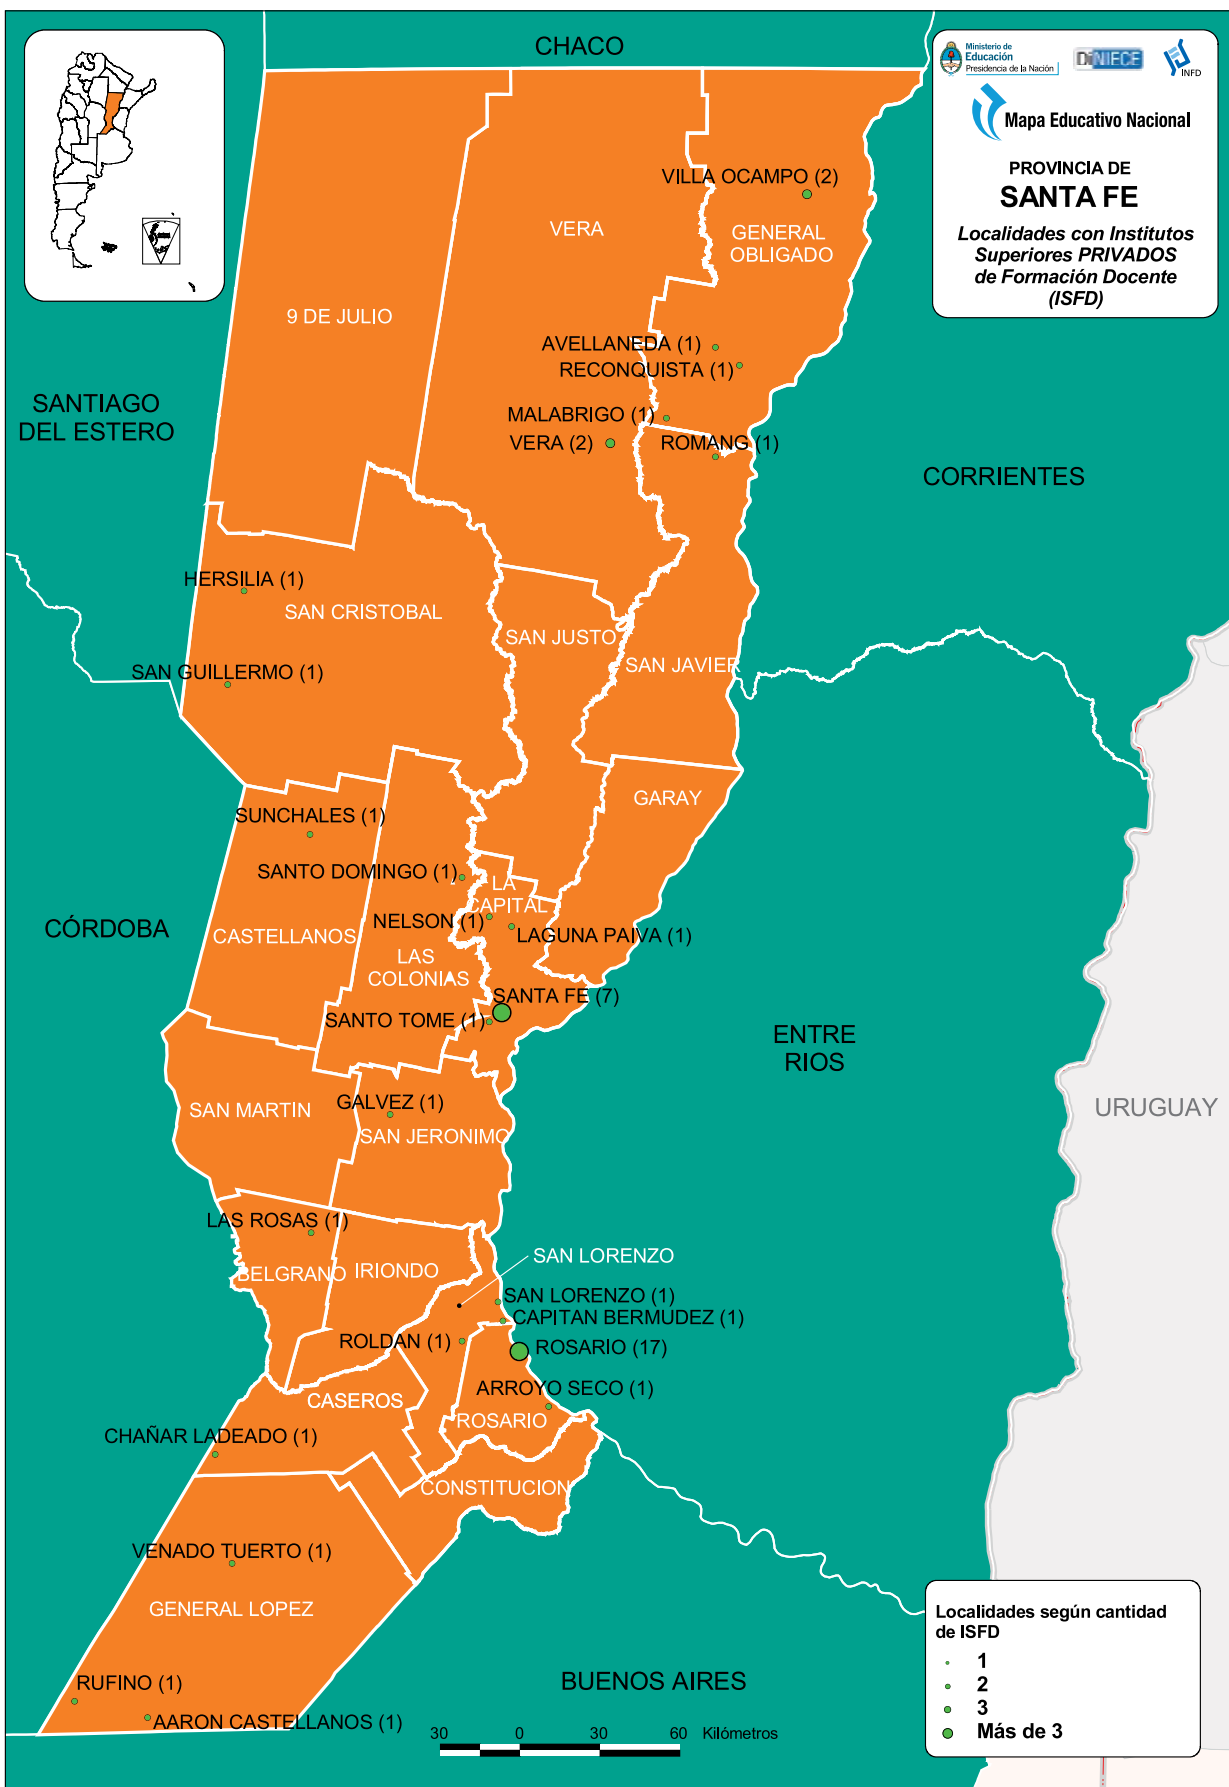 CHACO
Ministerio de
Educación
Presidencia de la Nación
DiNIECE
INFD
Mapa Educativo Nacional
PROVINCIA DE
SANTA FE
Localidades con Institutos
Superiores PRIVADOS
de Formación Docente
(ISFD)
VILLA OCAMPO (2)
VERA
GENERAL
OBLIGADO
9 DE JULIO
AVELLANEDA (1)
RECONQUISTA (1)
SANTIAGO
DEL ESTERO
MALABRIGO (1)
VERA (2)
ROMANG (1)
CORRIENTES
HERSILIA (1)
SAN CRISTOBAL
SAN JUSTO
SAN JAVIER
SAN GUILLERMO (1)
GARAY
SUNCHALES (1)
SANTO DOMINGO (1)
LA
CAPITAL
NELSON (1)
LAGUNA PAIVA (1)
CÓRDOBA
CASTELLANOS
LAS
COLONIAS
SANTA FE (7)
SANTO TOME (1)
ENTRE
RIOS
GALVEZ (1)
SAN MARTÍN
SAN JERONIMO
URUGUAY
LAS ROSAS (1)
BELGRANO
IRIONDO
SAN LORENZO
SAN LORENZO (1)
CAPITAN BERMUDEZ (1)
ROLDAN (1)
ROSARIO (17)
ARROYO SECO (1)
CASEROS
ROSARIO
CHAÑAR LADEADO (1)
CONSTITUCION
VENADO TUERTO (1)
GENERAL LOPEZ
RUFINO (1)
AARON CASTELLANOS (1)
BUENOS AIRES
30 0 30 60 Kilómetros
Localidades según cantidad
de ISFD
1
2
3
Más de 3